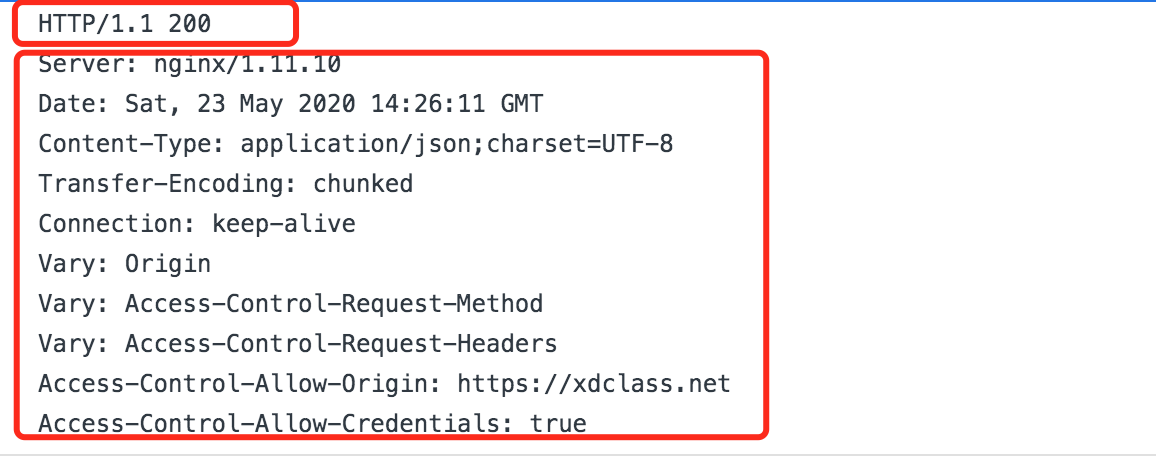 HTTP/1.1 200
Server: nginx/1.11.10
Date: Sat, 23 May 2020 14:26:11 GMT
Content-Type: application/json;charset=UTF-8
Transfer-Encoding: chunked
Connection: keep-alive
Vary: Origin
Vary: Access-Control-Request-Method
Vary: Access-Control-Request-Headers
Access-Control-Allow-Origin: https://xdclass.net
Access-Control-Allow-Credentials: true